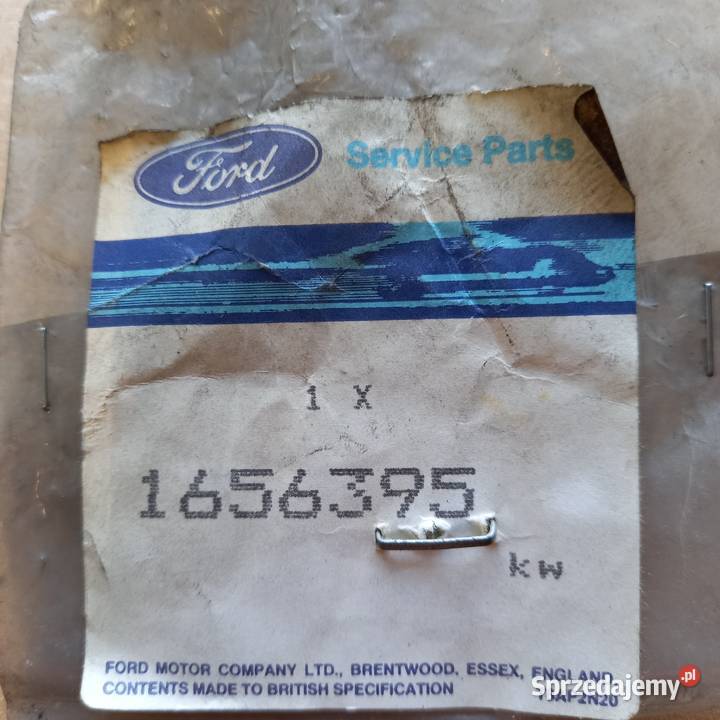 Ford Service Parts
1 X
1656395
kw
FORD MOTOR COMPANY LTD., BRENTWOOD, ESSEX, ENGLAND
CONTENTS MADE TO BRITISH SPECIFICATION
Sprzedajemy.pl